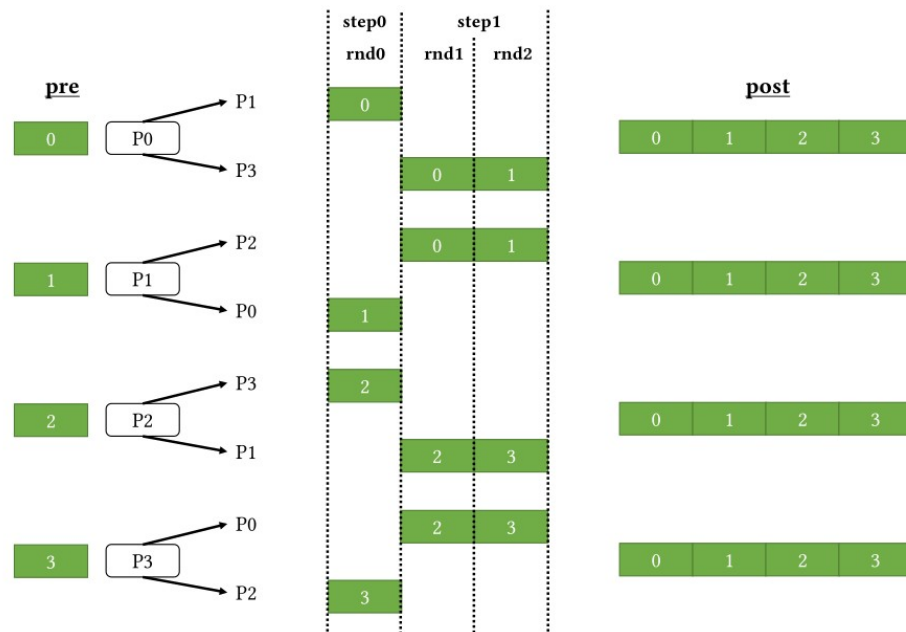 step0 step1
rnd0 rnd1 rnd2
pre post
P1 0
0 P0 0 1 2 3
P3 0 1
P2 0 1
1 P1 0 1 2 3
P0 1
P3 2
2 P2 0 1 2 3
P1 2 3
P0 2 3
3 P3 0 1 2 3
P2 3